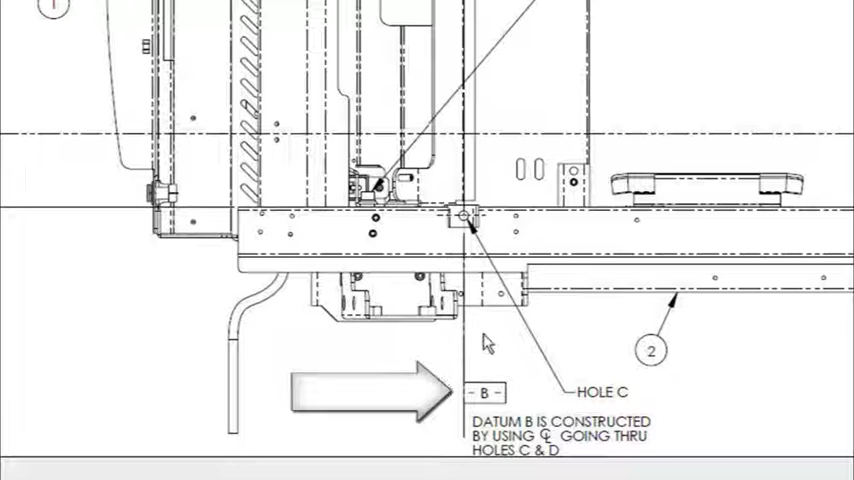 1
2
HOLE C
- B -
DATUM B IS CONSTRUCTED
BY USING ℄ GOING THRU
HOLES C & D